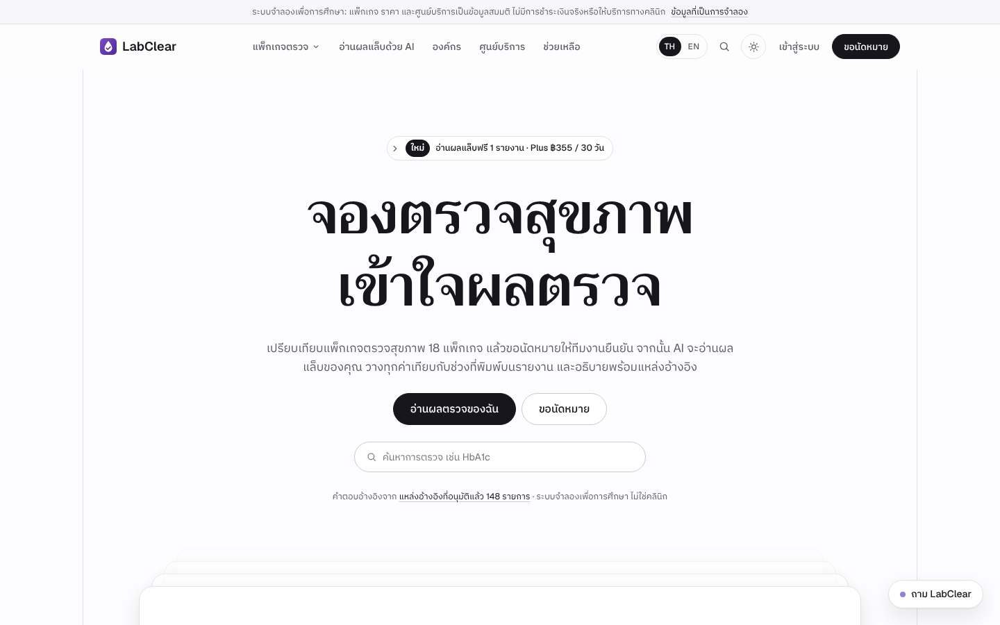 ระบบจำลองเพื่อการศึกษา: แพ็กเกจ ราคา และศูนย์บริการเป็นข้อมูลสมมติ ไม่มีการชำระเงินจริงหรือให้บริการทางคลินิก ข้อมูลที่เป็นการจำลอง
LabClear แพ็กเกจตรวจ อ่านผลแล็บด้วย AI องค์กร ศูนย์บริการ ช่วยเหลือ TH EN เข้าสู่ระบบ ขอนัดหมาย
ใหม่ อ่านผลแล็บฟรี 1 รายงาน · Plus ฿355 / 30 วัน
จองตรวจสุขภาพ
เข้าใจผลตรวจ
เปรียบเทียบแพ็กเกจตรวจสุขภาพ 18 แพ็กเกจ แล้วขอนัดหมายให้ทีมงานยืนยัน จากนั้น AI จะอ่านผล
แล็บของคุณ วางทุกค่าเทียบกับช่วงที่พิมพ์บนรายงาน และอธิบายพร้อมแหล่งอ้างอิง
อ่านผลตรวจของฉัน ขอนัดหมาย
ค้นหาการตรวจ เช่น HbA1c
คำตอบอ้างอิงจาก แหล่งอ้างอิงที่อนุมัติแล้ว 148 รายการ · ระบบจำลองเพื่อการศึกษา ไม่ใช่คลินิก
ถาม LabClear